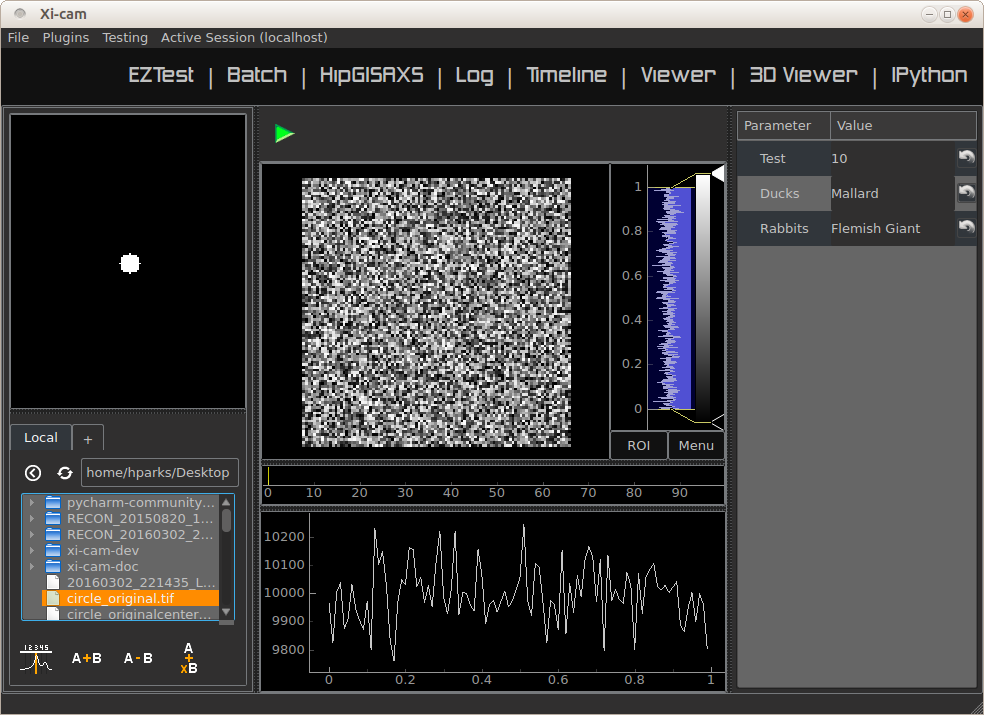 Xi-cam
File Plugins Testing Active Session (localhost)
EZTest | Batch | HipGISAXS | Log | Timeline | Viewer | 3D Viewer | IPython
Parameter Value
Test 10
Ducks Mallard
Rabbits Flemish Giant
1
0.8
0.6
0.4
0.2
0
ROI Menu
0 10 20 30 40 50 60 70 80 90
10200
10100
10000
9900
9800
0 0.2 0.4 0.6 0.8 1
Local +
home/hparks/Desktop
pycharm-community...
RECON_20150820_1...
RECON_20160302_2...
xi-cam-dev
xi-cam-doc
20160302_221435_L...
circle_original.tif
circle_originalcenter...
12345
A+B
A-B
A
+
xB